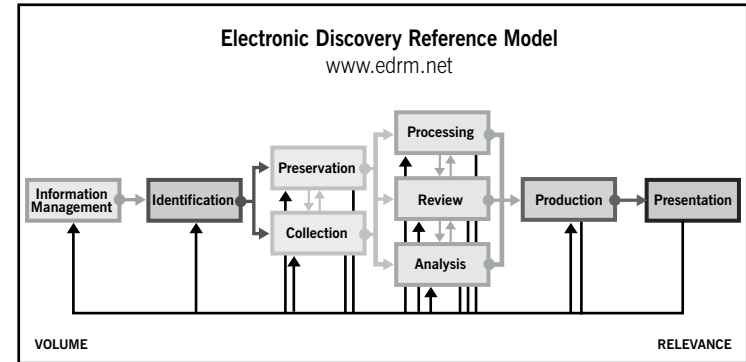 Electronic Discovery Reference Model
www.edrm.net
Processing
Preservation
Information
Management
Identification
Review
Production
Presentation
Collection
Analysis
VOLUME
RELEVANCE